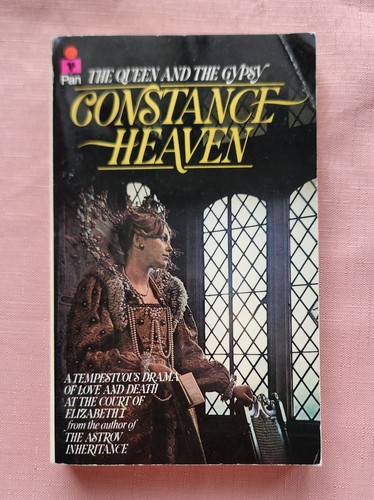 Pan
THE QUEEN AND THE GYPSY
CONSTANCE
HEAVEN
A TEMPESTUOUS DRAMA
OF LOVE AND DEATH
AT THE COURT OF
ELIZABETH I
from the author of
THE ASTROV
INHERITANCE